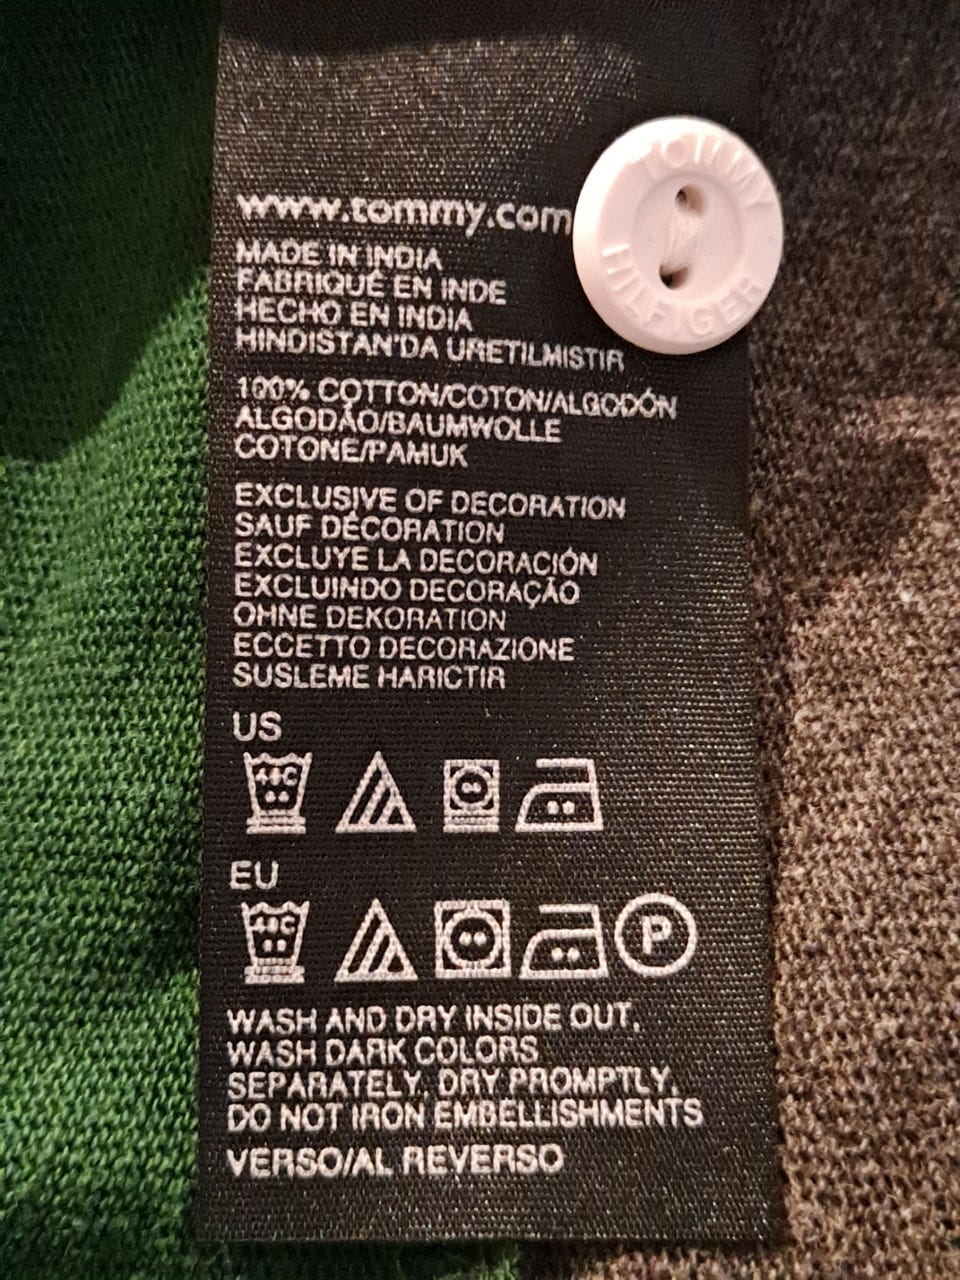 www.tommy.com
TOMMY
HILFIGER
MADE IN INDIA
FABRIQUÉ EN INDE
HECHO EN INDIA
HINDISTAN'DA URETILMISTIR
100% COTTON/COTON/ALGODÓN
ALGODÃO/BAUMWOLLE
COTONE/PAMUK
EXCLUSIVE OF DECORATION
SAUF DÉCORATION
EXCLUYE LA DECORACIÓN
EXCLUINDO DECORAÇÃO
OHNE DEKORATION
ECCETTO DECORAZIONE
SUSLEME HARICTIR
US
40C
EU
40C
P
WASH AND DRY INSIDE OUT,
WASH DARK COLORS
SEPARATELY, DRY PROMPTLY,
DO NOT IRON EMBELLISHMENTS
VERSO/AL REVERSO